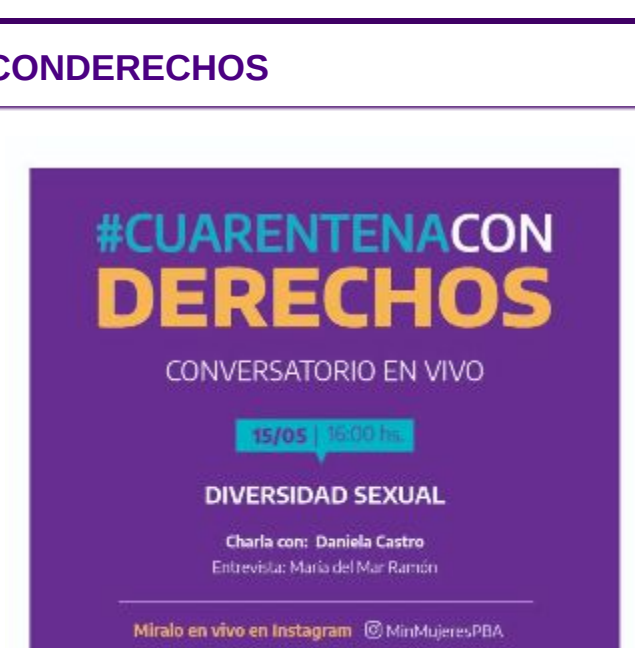 CONDERECHOS
#CUARENTENACON
DERECHOS
CONVERSATORIO EN VIVO
15/05 | 16:00 hs.
DIVERSIDAD SEXUAL
Charla con: Daniela Castro
Entrevista: María del Mar Ramón
Miralo en vivo en Instagram MinMujeresPBA